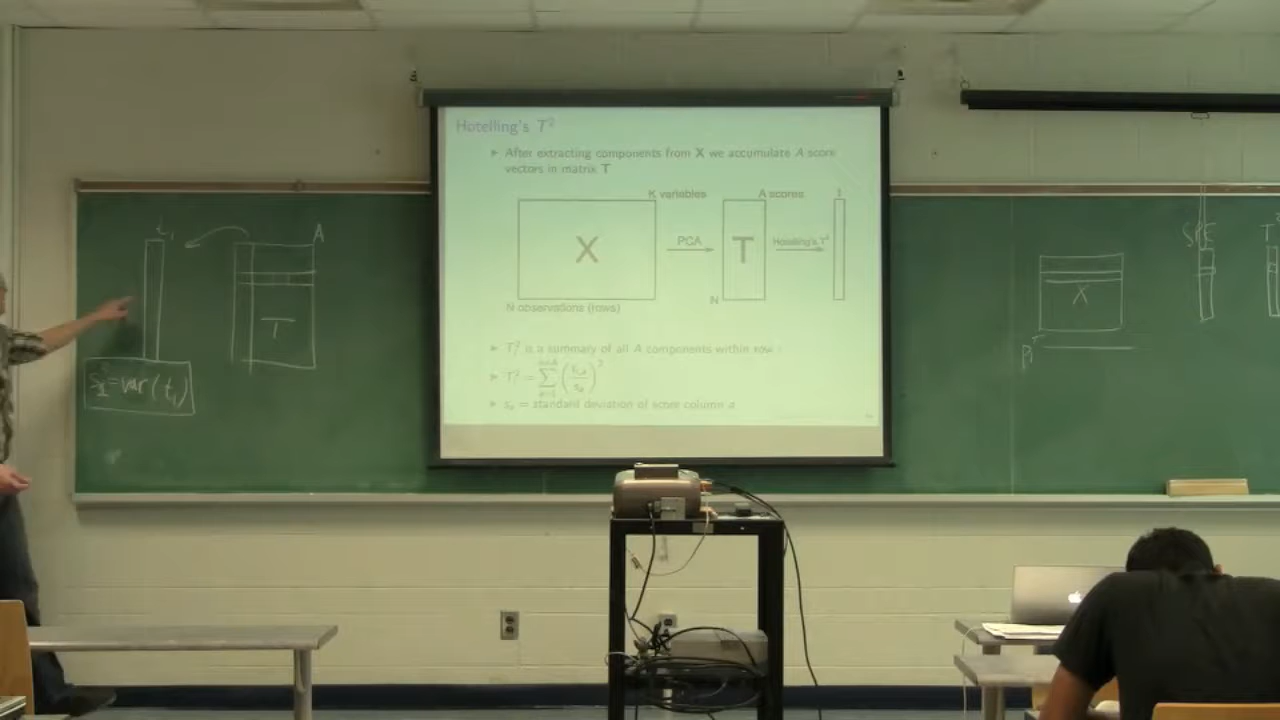 Hotelling's T²
▶ After extracting components from X we accumulate A score
vectors in matrix T
K variables
A scores
1
X
PCA
T
Hotelling's T²
N
N observations (rows)
▶ T² is a summary of all A components within row i
▶ T² = Σ
▶ sₐ = standard deviation of score column a
t₁
A
T
s₁² = var(t₁)
SPE
T
X
P